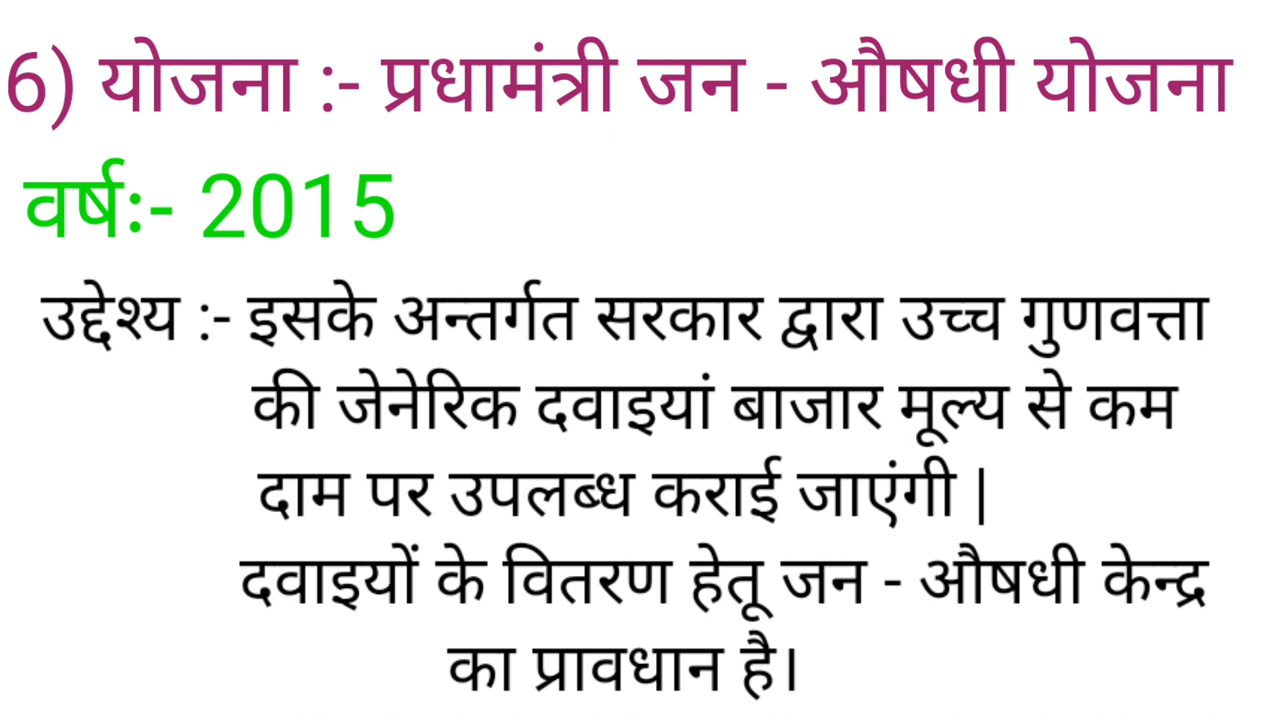 6) योजना :- प्रधामंत्री जन - औषधी योजना
वर्षः- 2015
उद्देश्य :- इसके अन्तर्गत सरकार द्वारा उच्च गुणवत्ता
की जेनेरिक दवाइयां बाजार मूल्य से कम
दाम पर उपलब्ध कराई जाएंगी |
दवाइयों के वितरण हेतू जन - औषधी केन्द्र
का प्रावधान है।